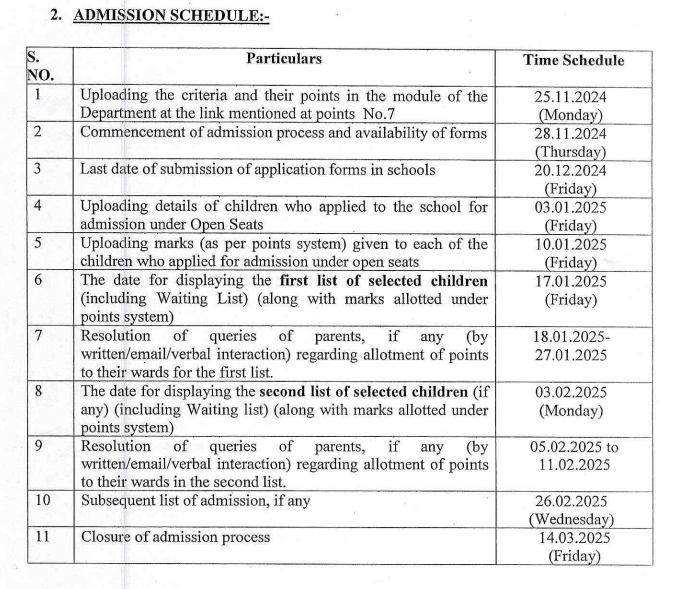 2. ADMISSION SCHEDULE:-
S.
NO.
Particulars
Time Schedule
1
Uploading the criteria and their points in the module of the
Department at the link mentioned at points No.7
25.11.2024
(Monday)
2
Commencement of admission process and availability of forms
28.11.2024
(Thursday)
3
Last date of submission of application forms in schools
20.12.2024
(Friday)
4
Uploading details of children who applied to the school for
admission under Open Seats
03.01.2025
(Friday)
5
Uploading marks (as per points system) given to each of the
children who applied for admission under open seats
10.01.2025
(Friday)
6
The date for displaying the first list of selected children
(including Waiting List) (along with marks allotted under
points system)
17.01.2025
(Friday)
7
Resolution of queries of parents, if any (by
written/email/verbal interaction) regarding allotment of points
to their wards for the first list.
18.01.2025-
27.01.2025
8
The date for displaying the second list of selected children (if
any) (including Waiting list) (along with marks allotted under
points system)
03.02.2025
(Monday)
9
Resolution of queries of parents, if any (by
written/email/verbal interaction) regarding allotment of points
to their wards in the second list.
05.02.2025 to
11.02.2025
10
Subsequent list of admission, if any
26.02.2025
(Wednesday)
11
Closure of admission process
14.03.2025
(Friday)